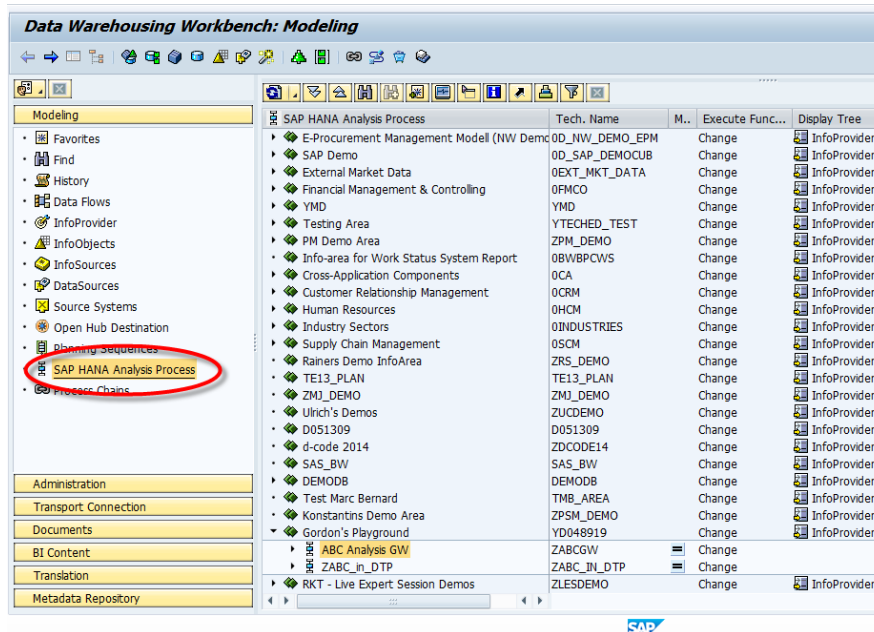 Data Warehousing Workbench: Modeling
Modeling
Favorites
Find
History
Data Flows
InfoProvider
InfoObjects
InfoSources
DataSources
Source Systems
Open Hub Destination
Planning Sequences
SAP HANA Analysis Process
Process Chains
Administration
Transport Connection
Documents
BI Content
Translation
Metadata Repository
SAP HANA Analysis Process Tech. Name M.. Execute Func... Display Tree
E-Procurement Management Modell (NW Demo 0D_NW_DEMO_EPM Change InfoProvider
SAP Demo 0D_SAP_DEMOCUB Change InfoProvider
External Market Data 0EXT_MKT_DATA Change InfoProvider
Financial Management & Controlling 0FMCO Change InfoProvider
YMD YMD Change InfoProvider
Testing Area YTECHED_TEST Change InfoProvider
PM Demo Area ZPM_DEMO Change InfoProvider
Info-area for Work Status System Report 0BWBPCWS Change InfoProvider
Cross-Application Components 0CA Change InfoProvider
Customer Relationship Management 0CRM Change InfoProvider
Human Resources 0HCM Change InfoProvider
Industry Sectors 0INDUSTRIES Change InfoProvider
Supply Chain Management 0SCM Change InfoProvider
Rainers Demo InfoArea ZRS_DEMO Change InfoProvider
TE13_PLAN TE13_PLAN Change InfoProvider
ZMJ_DEMO ZMJ_DEMO Change InfoProvider
Ulrich's Demos ZUCDEMO Change InfoProvider
D051309 D051309 Change InfoProvider
d-code 2014 ZDCODE14 Change InfoProvider
SAS_BW SAS_BW Change InfoProvider
DEMODB DEMODB Change InfoProvider
Test Marc Bernard TMB_AREA Change InfoProvider
Konstantins Demo Area ZPSM_DEMO Change InfoProvider
Gordon's Playground YD048919 Change InfoProvider
ABC Analysis GW ZABCGW = Change
ZABC_in_DTP ZABC_IN_DTP = Change
RKT - Live Expert Session Demos ZLESDEMO Change InfoProvider
SAP